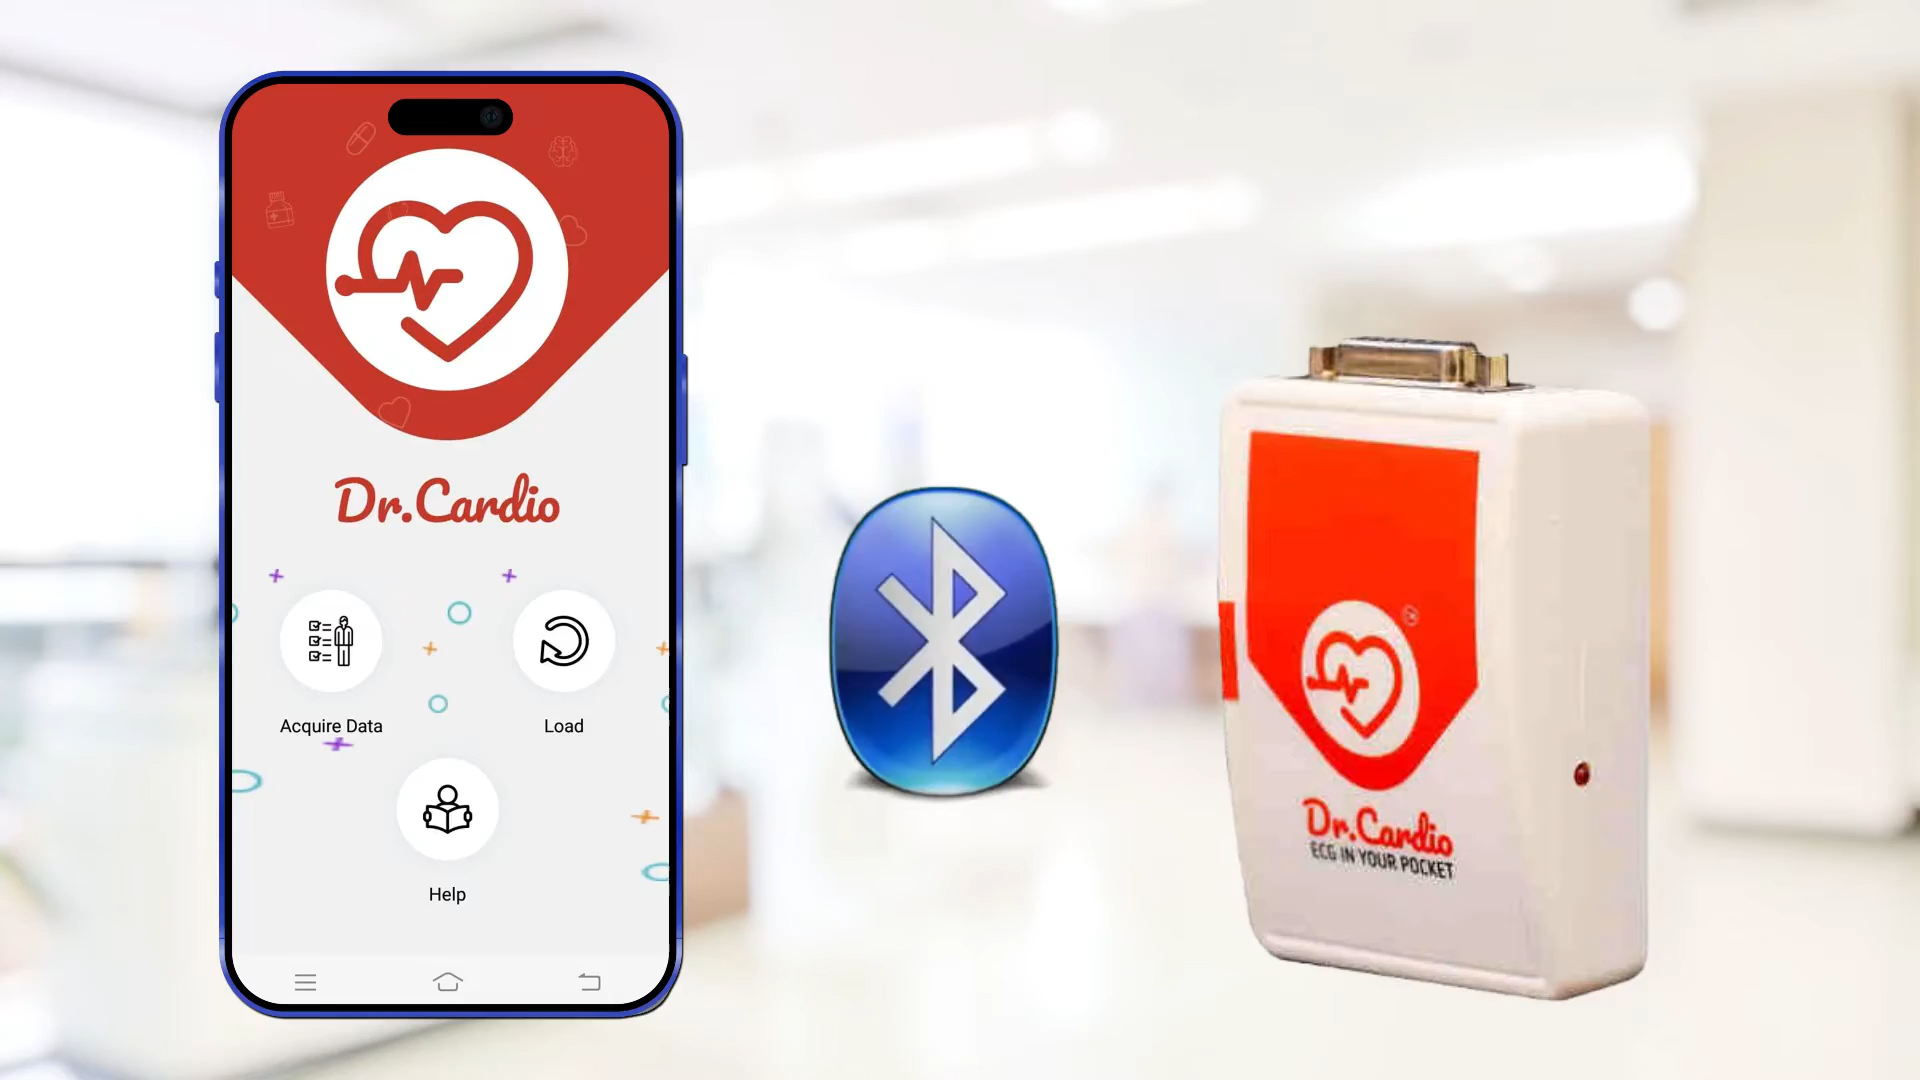 Dr.Cardio
Acquire Data
Load
Help
Dr.Cardio
ECG IN YOUR POCKET